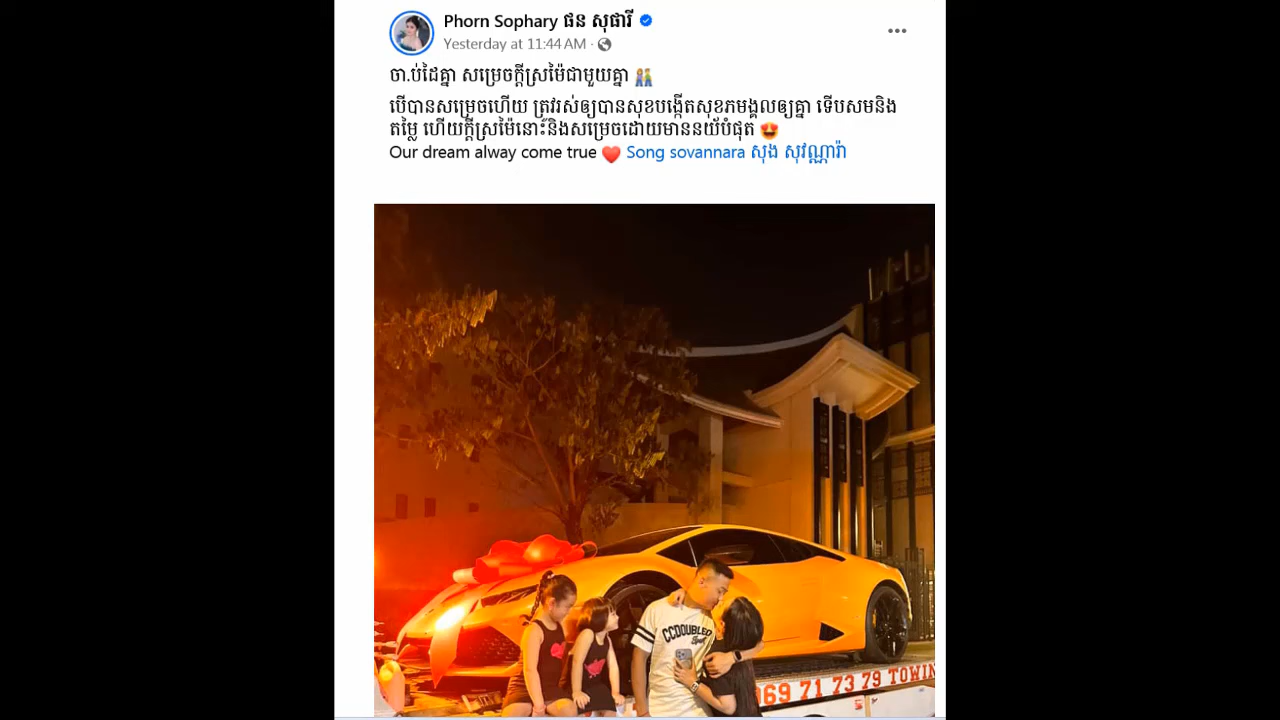 Phorn Sophary ផន សុផារី
Yesterday at 11:44 AM ·
ចា.ប់ដៃគ្នា សម្រេចក្ដីស្រម៉ៃជាមួយគ្នា 👫
បើបានសម្រេចហើយ ត្រូវរស់ឲ្យបានសុខបង្កើតសុខភមង្គលឲ្យគ្នា ទើបសមនិង
តម្លៃ ហើយក្ដីស្រម៉ៃនោះនិងសម្រេចដោយមានន័យបំផុត 😍
Our dream alway come true ❤️ Song sovannara សុង សុវណ្ណារ៉ា
CCDOUBLED
069 71 73 79 TOWIN